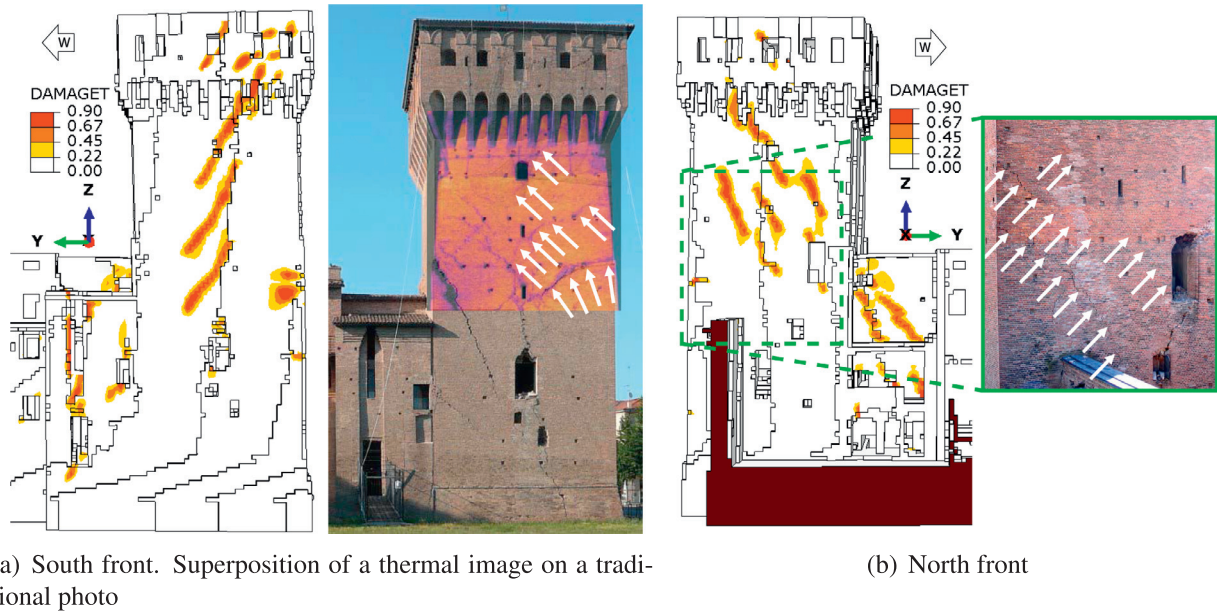 W
DAMAGET
0.90
0.67
0.45
0.22
0.00
Z
Y
W
DAMAGET
0.90
0.67
0.45
0.22
0.00
Z
X
Y
a) South front. Superposition of a thermal image on a tradi-
ional photo
(b) North front